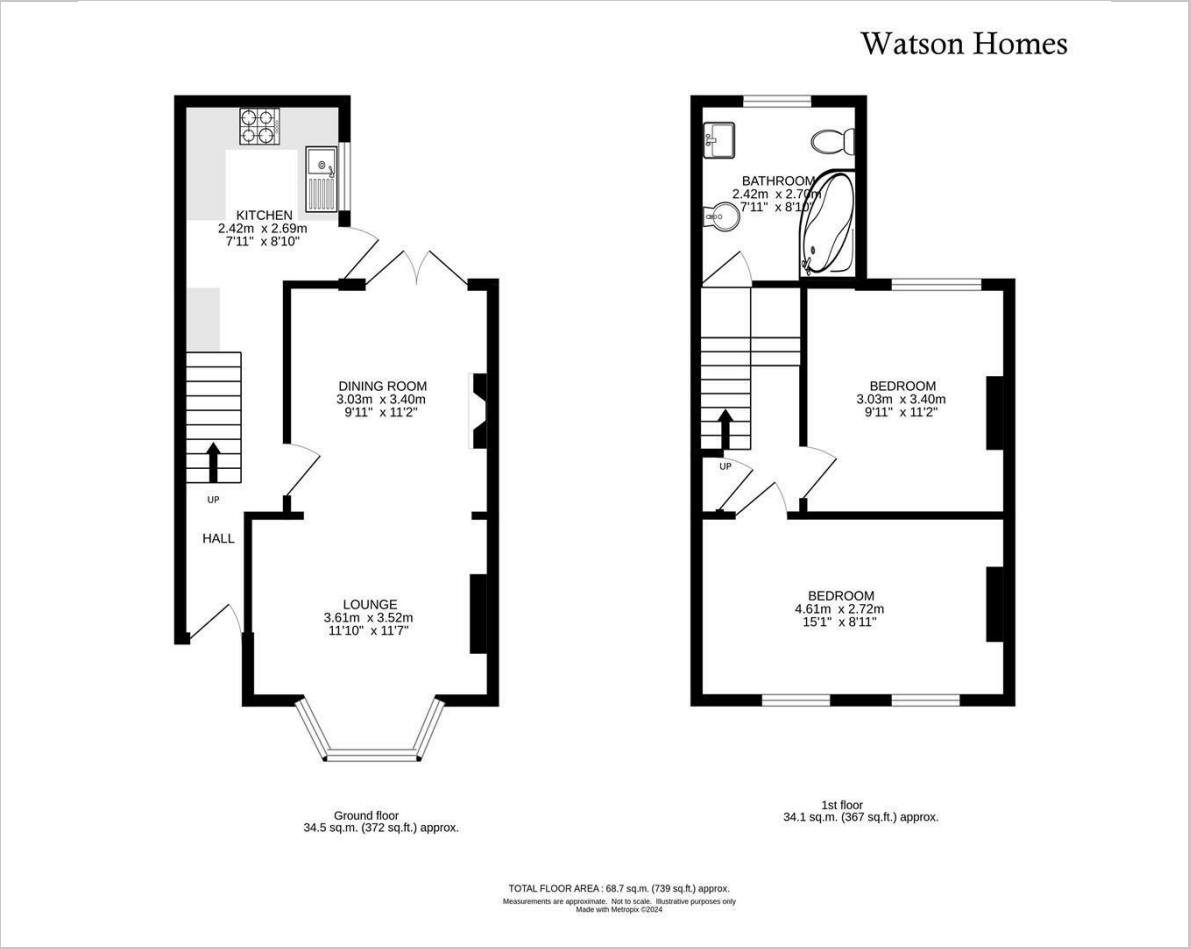 Watson Homes
KITCHEN
2.42m x 2.69m
7'11" x 8'10"
DINING ROOM
3.03m x 3.40m
9'11" x 11'2"
UP
HALL
LOUNGE
3.61m x 3.52m
11'10" x 11'7"
Ground floor
34.5 sq.m. (372 sq.ft.) approx.
BATHROOM
2.42m x 2.70m
7'11" x 8'10"
BEDROOM
3.03m x 3.40m
9'11" x 11'2"
UP
BEDROOM
4.61m x 2.72m
15'1" x 8'11"
1st floor
34.1 sq.m. (367 sq.ft.) approx.
TOTAL FLOOR AREA : 68.7 sq.m. (739 sq.ft.) approx.
Measurements are approximate. Not to scale. Illustrative purposes only
Made with Metropix ©2024